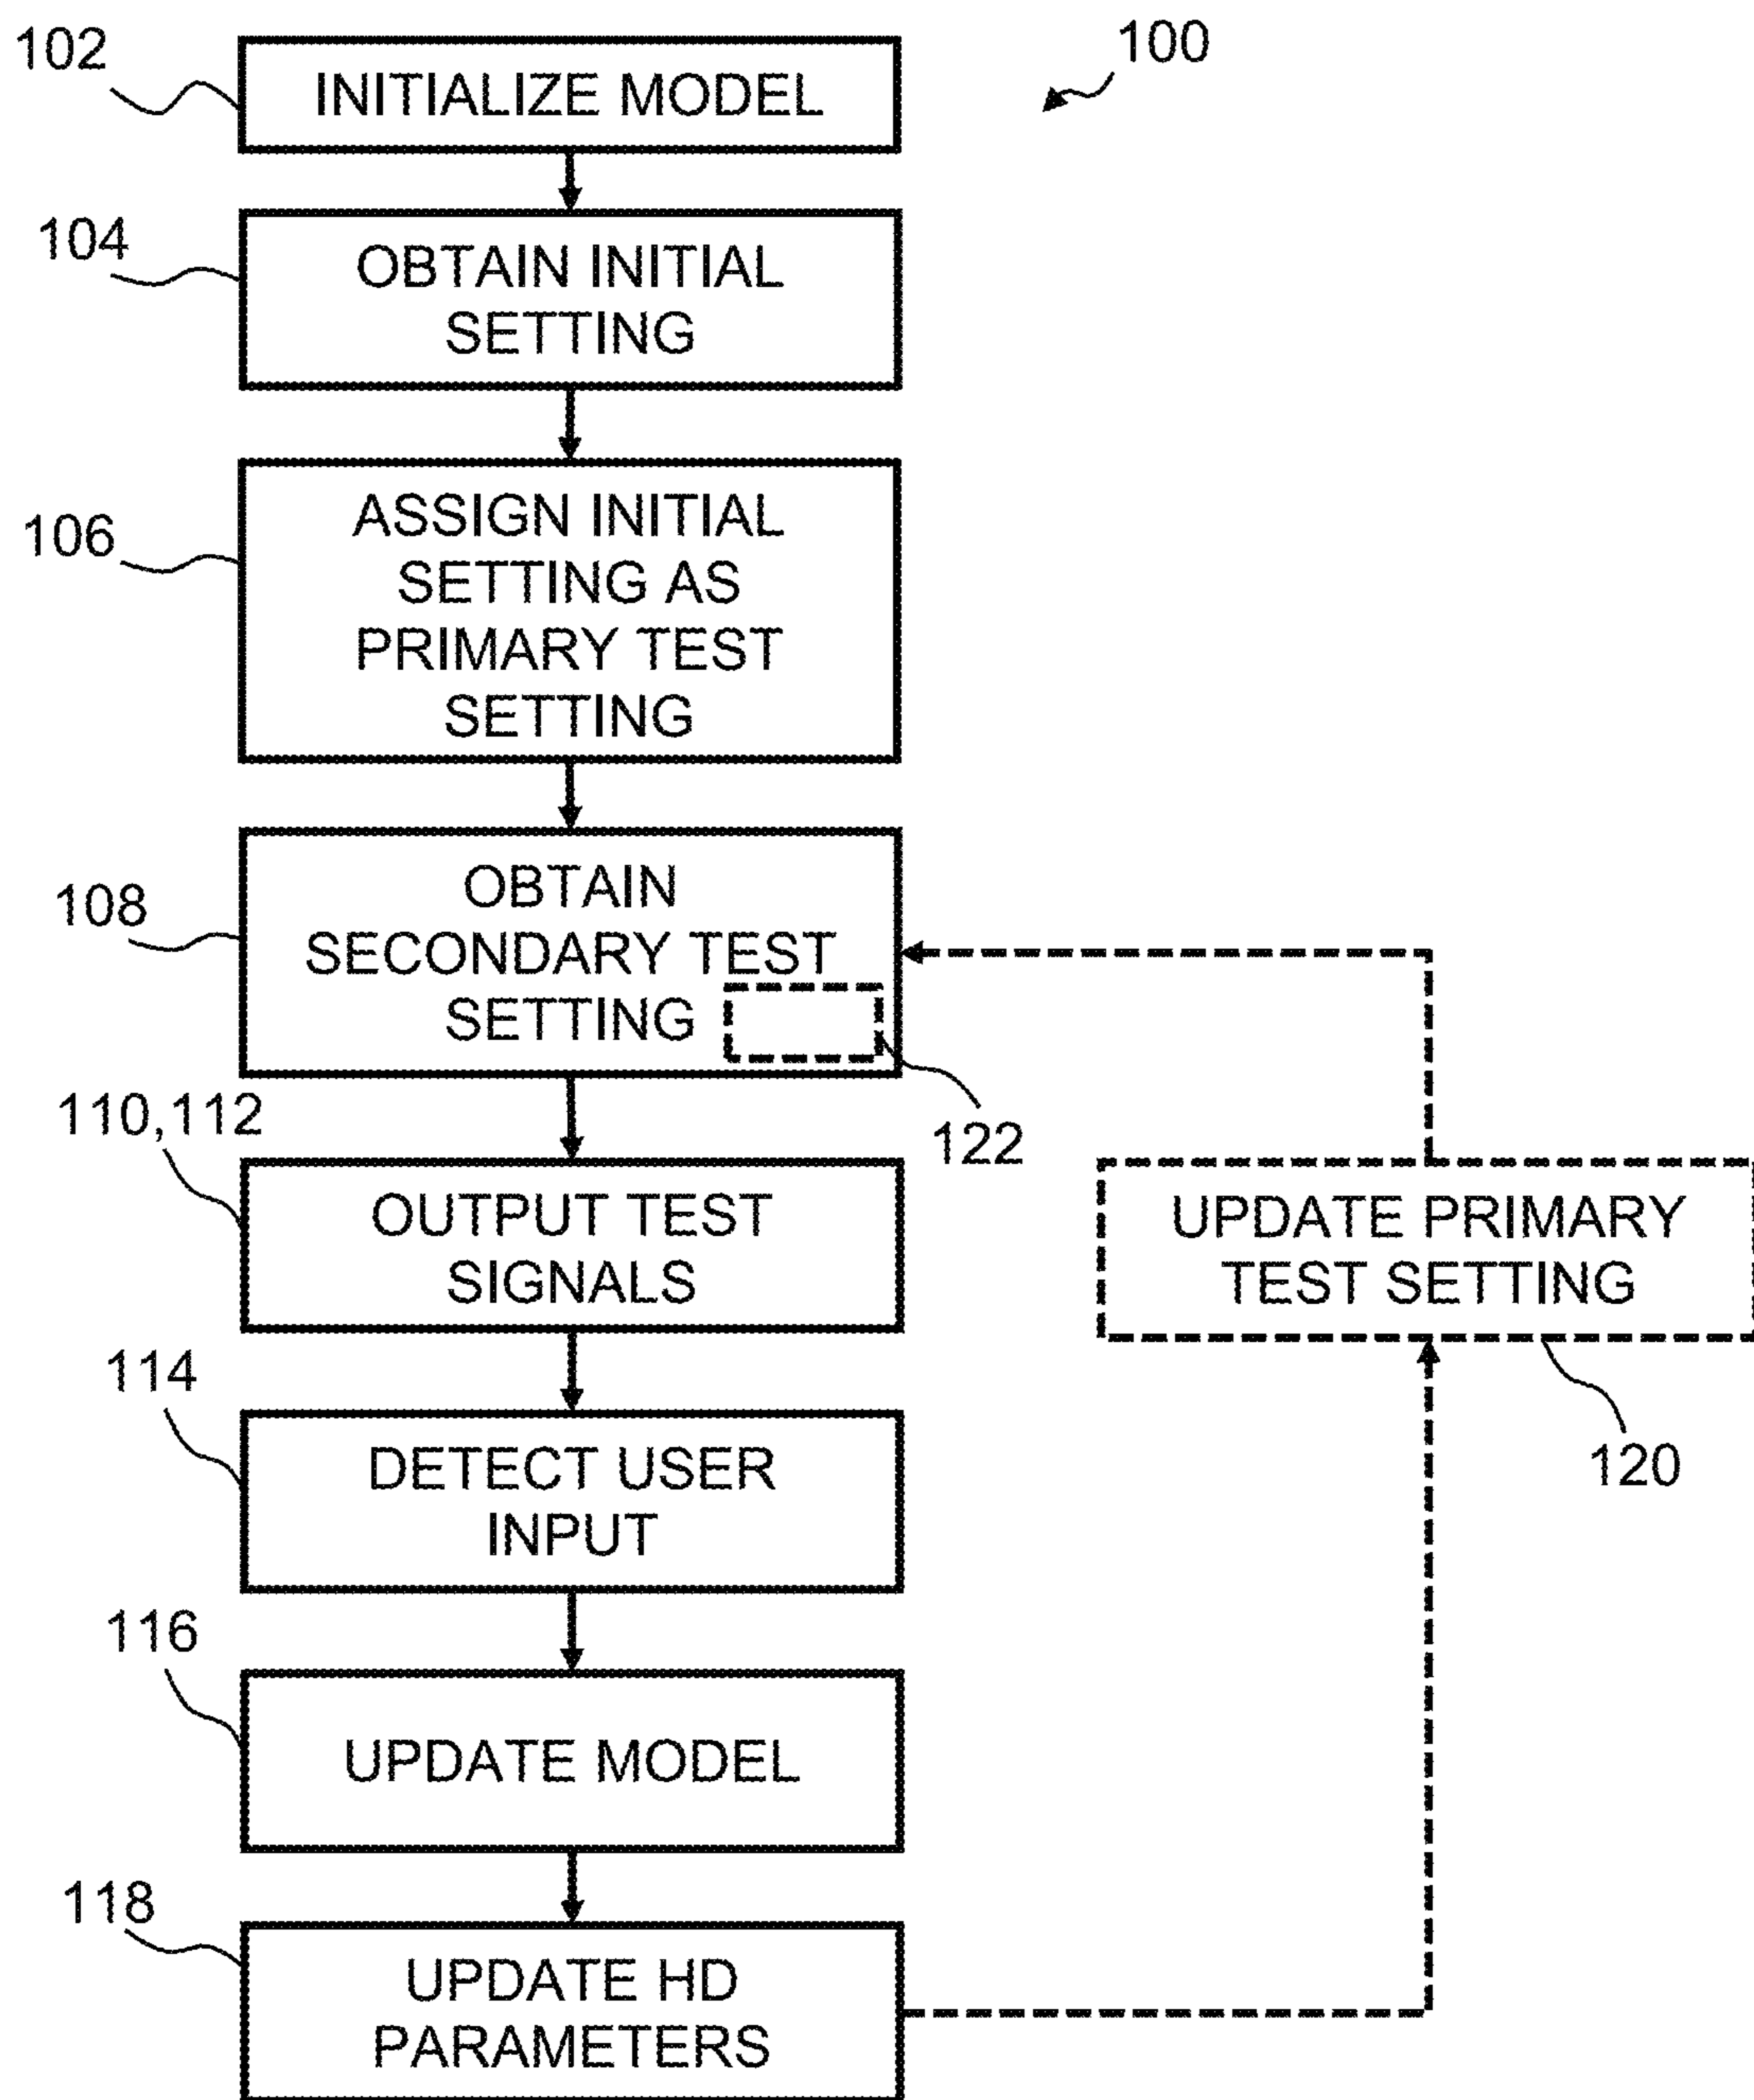 100
102
INITIALIZE MODEL
104
OBTAIN INITIAL
SETTING
106
ASSIGN INITIAL
SETTING AS
PRIMARY TEST
SETTING
108
OBTAIN
SECONDARY TEST
SETTING
122
110,112
OUTPUT TEST
SIGNALS
UPDATE PRIMARY
TEST SETTING
120
114
DETECT USER
INPUT
116
UPDATE MODEL
118
UPDATE HD
PARAMETERS